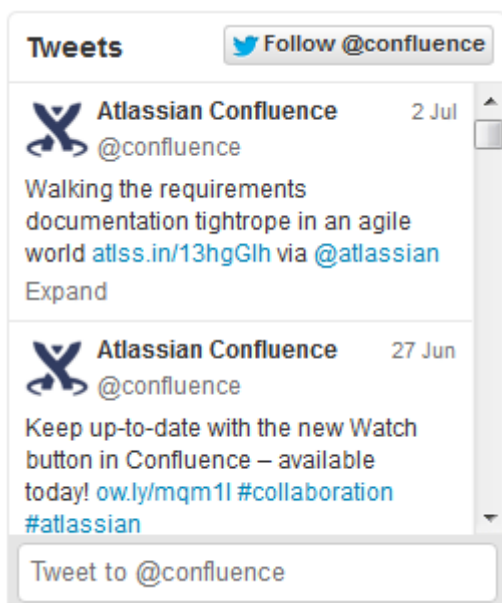 Tweets
Follow @confluence
Atlassian Confluence 2 Jul
@confluence
Walking the requirements
documentation tightrope in an agile
world atlss.in/13hgGlh via @atlassian
Expand
Atlassian Confluence 27 Jun
@confluence
Keep up-to-date with the new Watch
button in Confluence – available
today! ow.ly/mqm1l #collaboration
#atlassian
Tweet to @confluence